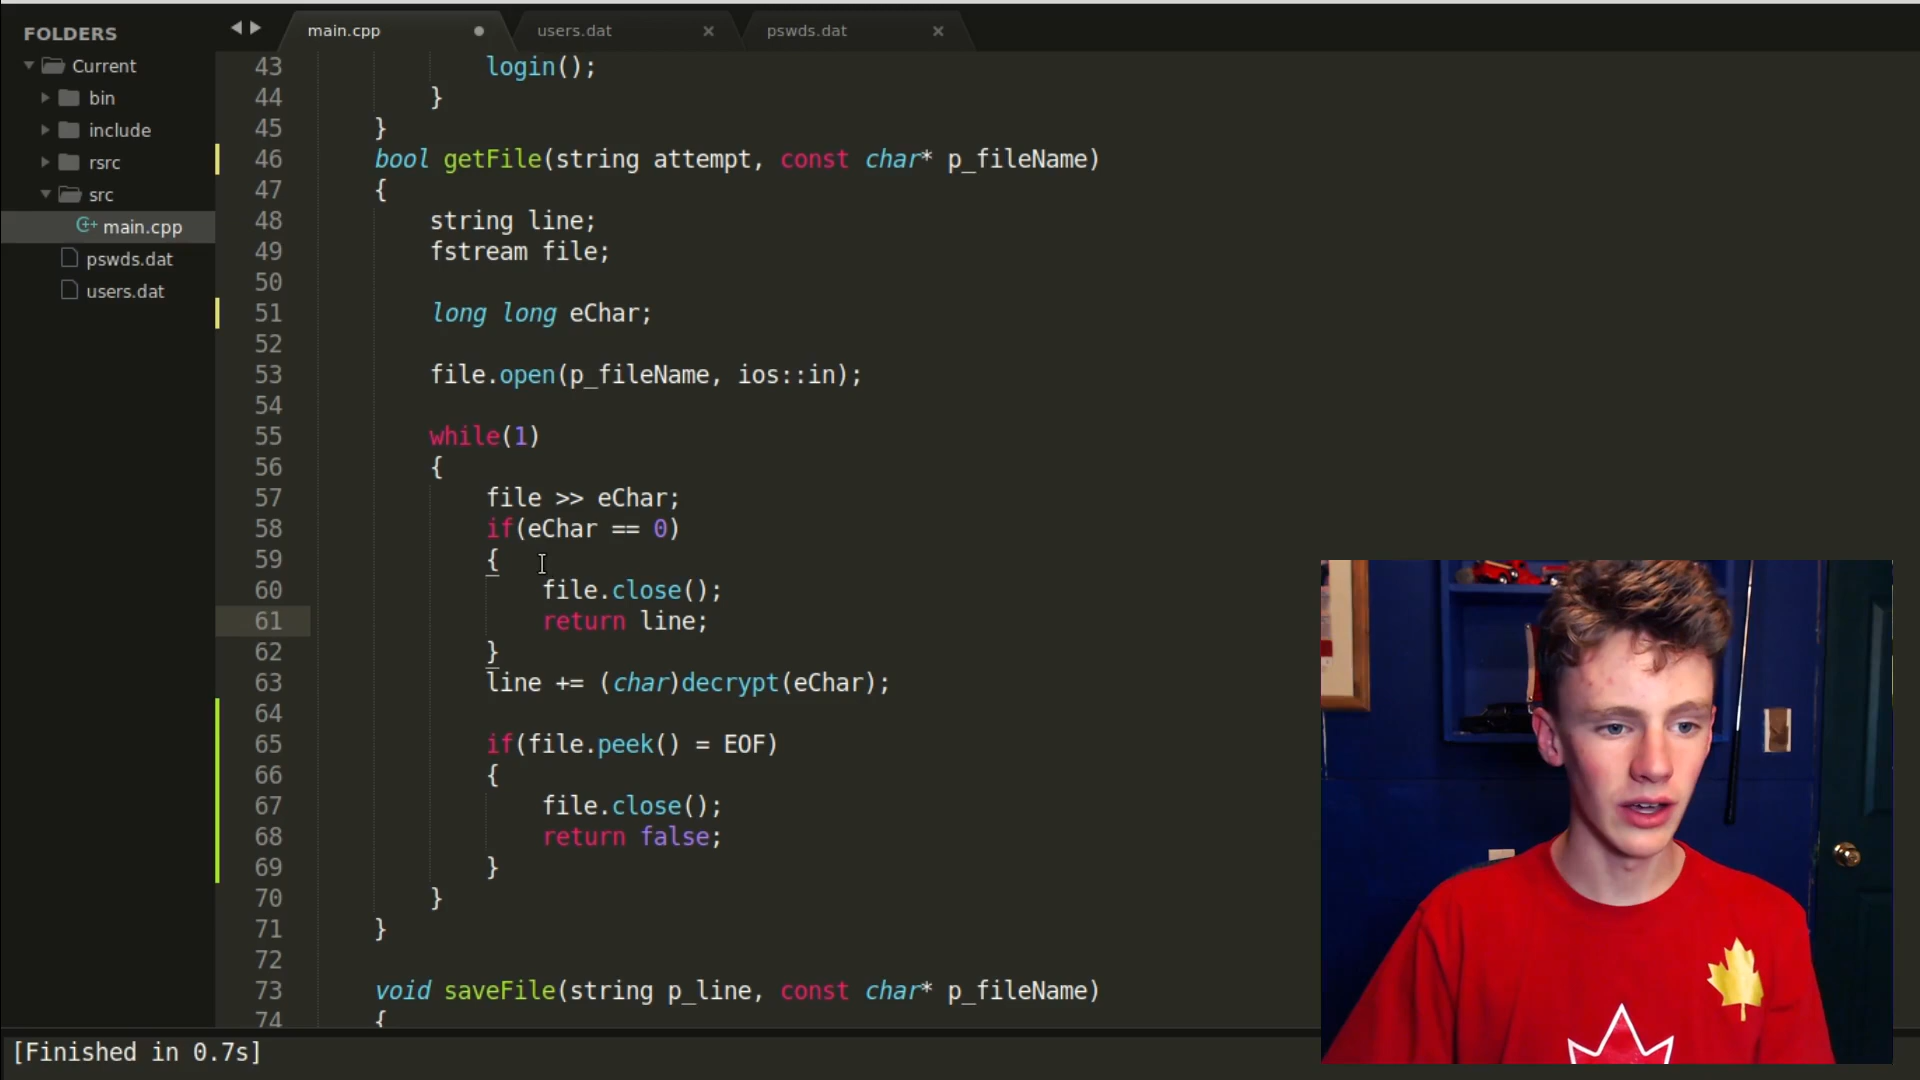 FOLDERS
Current
bin
include
rsrc
src
main.cpp
pswds.dat
users.dat
main.cpp
users.dat
pswds.dat
43 login();
44 }
45 }
46 bool getFile(string attempt, const char* p_fileName)
47 {
48 string line;
49 fstream file;
50
51 long long eChar;
52
53 file.open(p_fileName, ios::in);
54
55 while(1)
56 {
57 file >> eChar;
58 if(eChar == 0)
59 {
60 file.close();
61 return line;
62 }
63 line += (char)decrypt(eChar);
64
65 if(file.peek() = EOF)
66 {
67 file.close();
68 return false;
69 }
70 }
71 }
72
73 void saveFile(string p_line, const char* p_fileName)
74 {
[Finished in 0.7s]